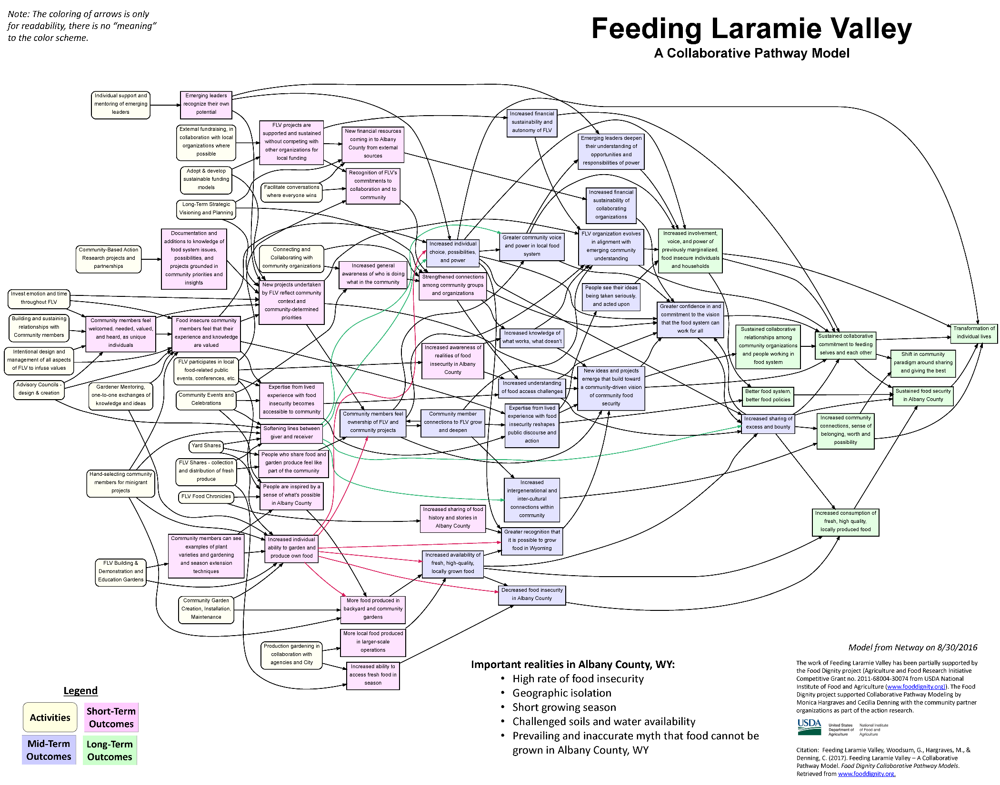 Note: The coloring of arrows is only
for readability, there is no “meaning”
to the color scheme.
Feeding Laramie Valley
A Collaborative Pathway Model
Individual support and
mentoring of emerging
leaders
Emerging leaders
recognize their own
potential
External fundraising, in
collaboration with local
organizations where
possible
FLV projects are
supported and sustained
without competing with
other organizations for
local funding
New financial resources
coming in to Albany
County from external
sources
Increased financial
sustainability and
autonomy of FLV
Emerging leaders deepen
their understanding of
opportunities and
responsibilities of power
Adopt & develop
sustainable funding
models
Facilitate conversations
where everyone wins
Recognition of FLV's
commitments to
collaboration and to
community
Increased financial
sustainability of
collaborating
organizations
Long-Term Strategic
Visioning and Planning
Community-Based Action
Research projects and
partnerships
Documentation and
additions to knowledge of
food system issues,
possibilities, and
projects grounded in
community priorities and
insights
Connecting and
Collaborating with
community organizations
Increased general
awareness of who is doing
what in the community
Increased individual
choice, possibilities,
and power
Greater community voice
and power in local food
system
FLV organization evolves
in alignment with
emerging community
understanding
Increased involvement,
voice, and power of
previously marginalized,
food insecure individuals
and households
Strengthened connections
among community groups
and organizations
New projects undertaken
by FLV reflect community
context and
community-determined
priorities
People see their ideas
being taken seriously,
and acted upon
Greater confidence in and
commitment to the vision
that the food system can
work for all
Invest emotion and time
throughout FLV
Building and sustaining
relationships with
Community members
Intentional design and
management of all aspects
of FLV to infuse values
Advisory Councils -
design & creation
Community members feel
welcomed, needed, valued,
and heard, as unique
individuals
Food insecure community
members feel that their
experience and knowledge
are valued
FLV participates in local
food-related public
events, conferences, etc.
Gardener Mentoring,
one-to-one exchanges of
knowledge and ideas
Community Events and
Celebrations
Expertise from lived
experience with food
insecurity becomes
accessible to community
Increased awareness of
realities of food
insecurity in Albany
County
Increased knowledge of
what works, what doesn't
Increased understanding
of food access challenges
New ideas and projects
emerge that build toward
a community-driven vision
of community food
security
Sustained collaborative
relationships among
community organizations
and people working in
food system
Sustained collaborative
commitment to feeding
selves and each other
Transformation of
individual lives
Shift in community
paradigm around sharing
and giving the best
Better food system,
better food policies
Sustained food security
in Albany County
Softening lines between
giver and receiver
Community members feel
ownership of FLV and
community projects
Community member
connections to FLV grow
and deepen
Expertise from lived
experience with food
insecurity reshapes
public discourse and
action
Increased sharing of
excess and bounty
Increased community
connections, sense of
belonging, worth and
possibility
Yard Shares
FLV Shares - collection
and distribution of fresh
produce
People who share food and
garden produce feel like
part of the community
Hand-selecting community
members for minigrant
projects
FLV Food Chronicles
People are inspired by a
sense of what's possible
in Albany County
Increased
intergenerational and
inter-cultural
connections within
community
Increased sharing of food
history and stories in
Albany County
Greater recognition that
it is possible to grow
food in Wyoming
Increased consumption of
fresh, high quality,
locally produced food
Community members can see
examples of plant
varieties and gardening
and season extension
techniques
Increased individual
ability to garden and
produce own food
Increased availability of
fresh, high-quality,
locally grown food
FLV Building &
Demonstration and
Education Gardens
Decreased food insecurity
in Albany County
Community Garden
Creation, Installation,
Maintenance
More food produced in
backyard and community
gardens
More local food produced
in larger-scale
operations
Production gardening in
collaboration with
agencies and City
Increased ability to
access fresh food in
season
Legend
Activities
Short-Term
Outcomes
Mid-Term
Outcomes
Long-Term
Outcomes
Important realities in Albany County, WY:
• High rate of food insecurity
• Geographic isolation
• Short growing season
• Challenged soils and water availability
• Prevailing and inaccurate myth that food cannot be
grown in Albany County, WY
Model from Netway on 8/30/2016
The work of Feeding Laramie Valley has been partially supported by
the Food Dignity project (Agriculture and Food Research Initiative
Competitive Grant no. 2011-68004-30074 from USDA National
Institute of Food and Agriculture (www.fooddignity.org)). The Food
Dignity project supported Collaborative Pathway Modeling by
Monica Hargraves and Cecilia Denning with the community partner
organizations as part of the action research.
USDA
United States
Department of
Agriculture
National Institute
of Food and
Agriculture
Citation: Feeding Laramie Valley, Woodsum, G., Hargraves, M., &
Denning, C. (2017). Feeding Laramie Valley – A Collaborative
Pathway Model. Food Dignity Collaborative Pathway Models.
Retrieved from www.fooddignity.org.